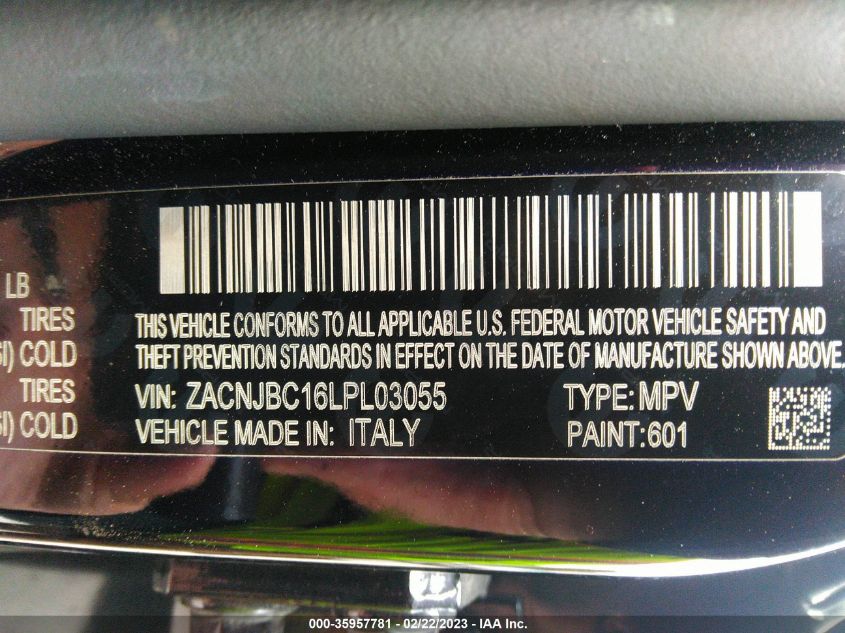 LB
TIRES
SI) COLD
TIRES
SI) COLD
THIS VEHICLE CONFORMS TO ALL APPLICABLE U.S. FEDERAL MOTOR VEHICLE SAFETY AND
THEFT PREVENTION STANDARDS IN EFFECT ON THE DATE OF MANUFACTURE SHOWN ABOVE.
VIN: ZACNJBC16LPL03055 TYPE: MPV
VEHICLE MADE IN: ITALY PAINT:601
000-35957781 - 02/22/2023 - IAA Inc.